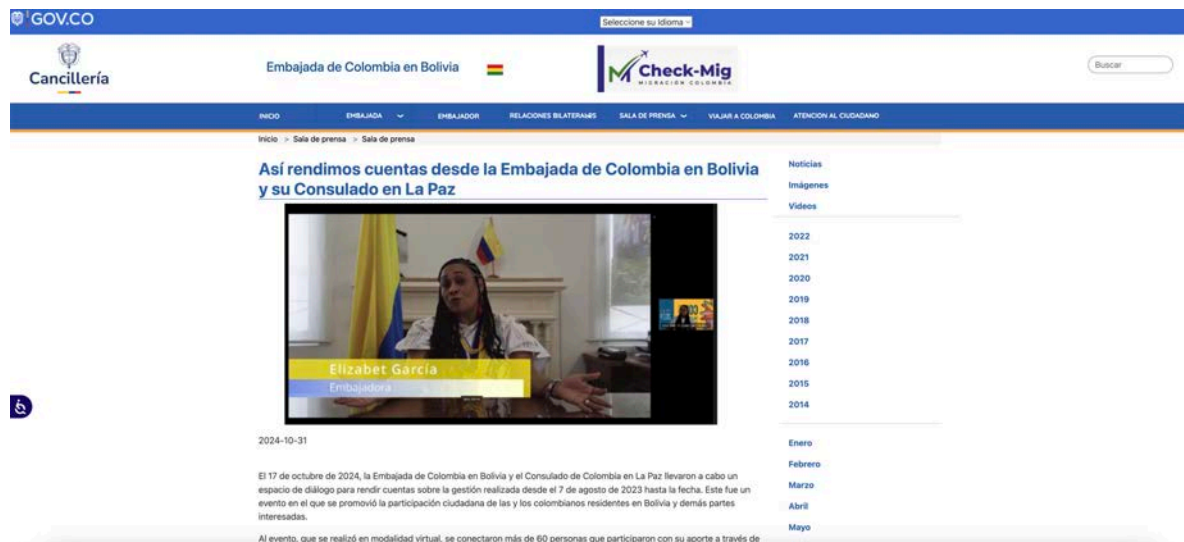 GOV.CO
Seleccione su Idioma
Cancillería
Embajada de Colombia en Bolivia
Check-Mig
MIGRACIÓN COLOMBIA
Buscar
INICIO EMBAJADA EMBAJADOR RELACIONES BILATERALES SALA DE PRENSA VIAJAR A COLOMBIA ATENCION AL CIUDADANO
Inicio > Sala de prensa > Sala de prensa
Así rendimos cuentas desde la Embajada de Colombia en Bolivia
y su Consulado en La Paz
Elizabet García
Embajadora
2024-10-31
El 17 de octubre de 2024, la Embajada de Colombia en Bolivia y el Consulado de Colombia en La Paz llevaron a cabo un
espacio de diálogo para rendir cuentas sobre la gestión realizada desde el 7 de agosto de 2023 hasta la fecha. Este fue un
evento en el que se promovió la participación ciudadana de las y los colombianos residentes en Bolivia y demás partes
interesadas.
Al evento, que se realizó en modalidad virtual, se conectaron más de 60 personas que participaron con su aporte a través de
Noticias
Imágenes
Videos
2022
2021
2020
2019
2018
2017
2016
2015
2014
Enero
Febrero
Marzo
Abril
Mayo